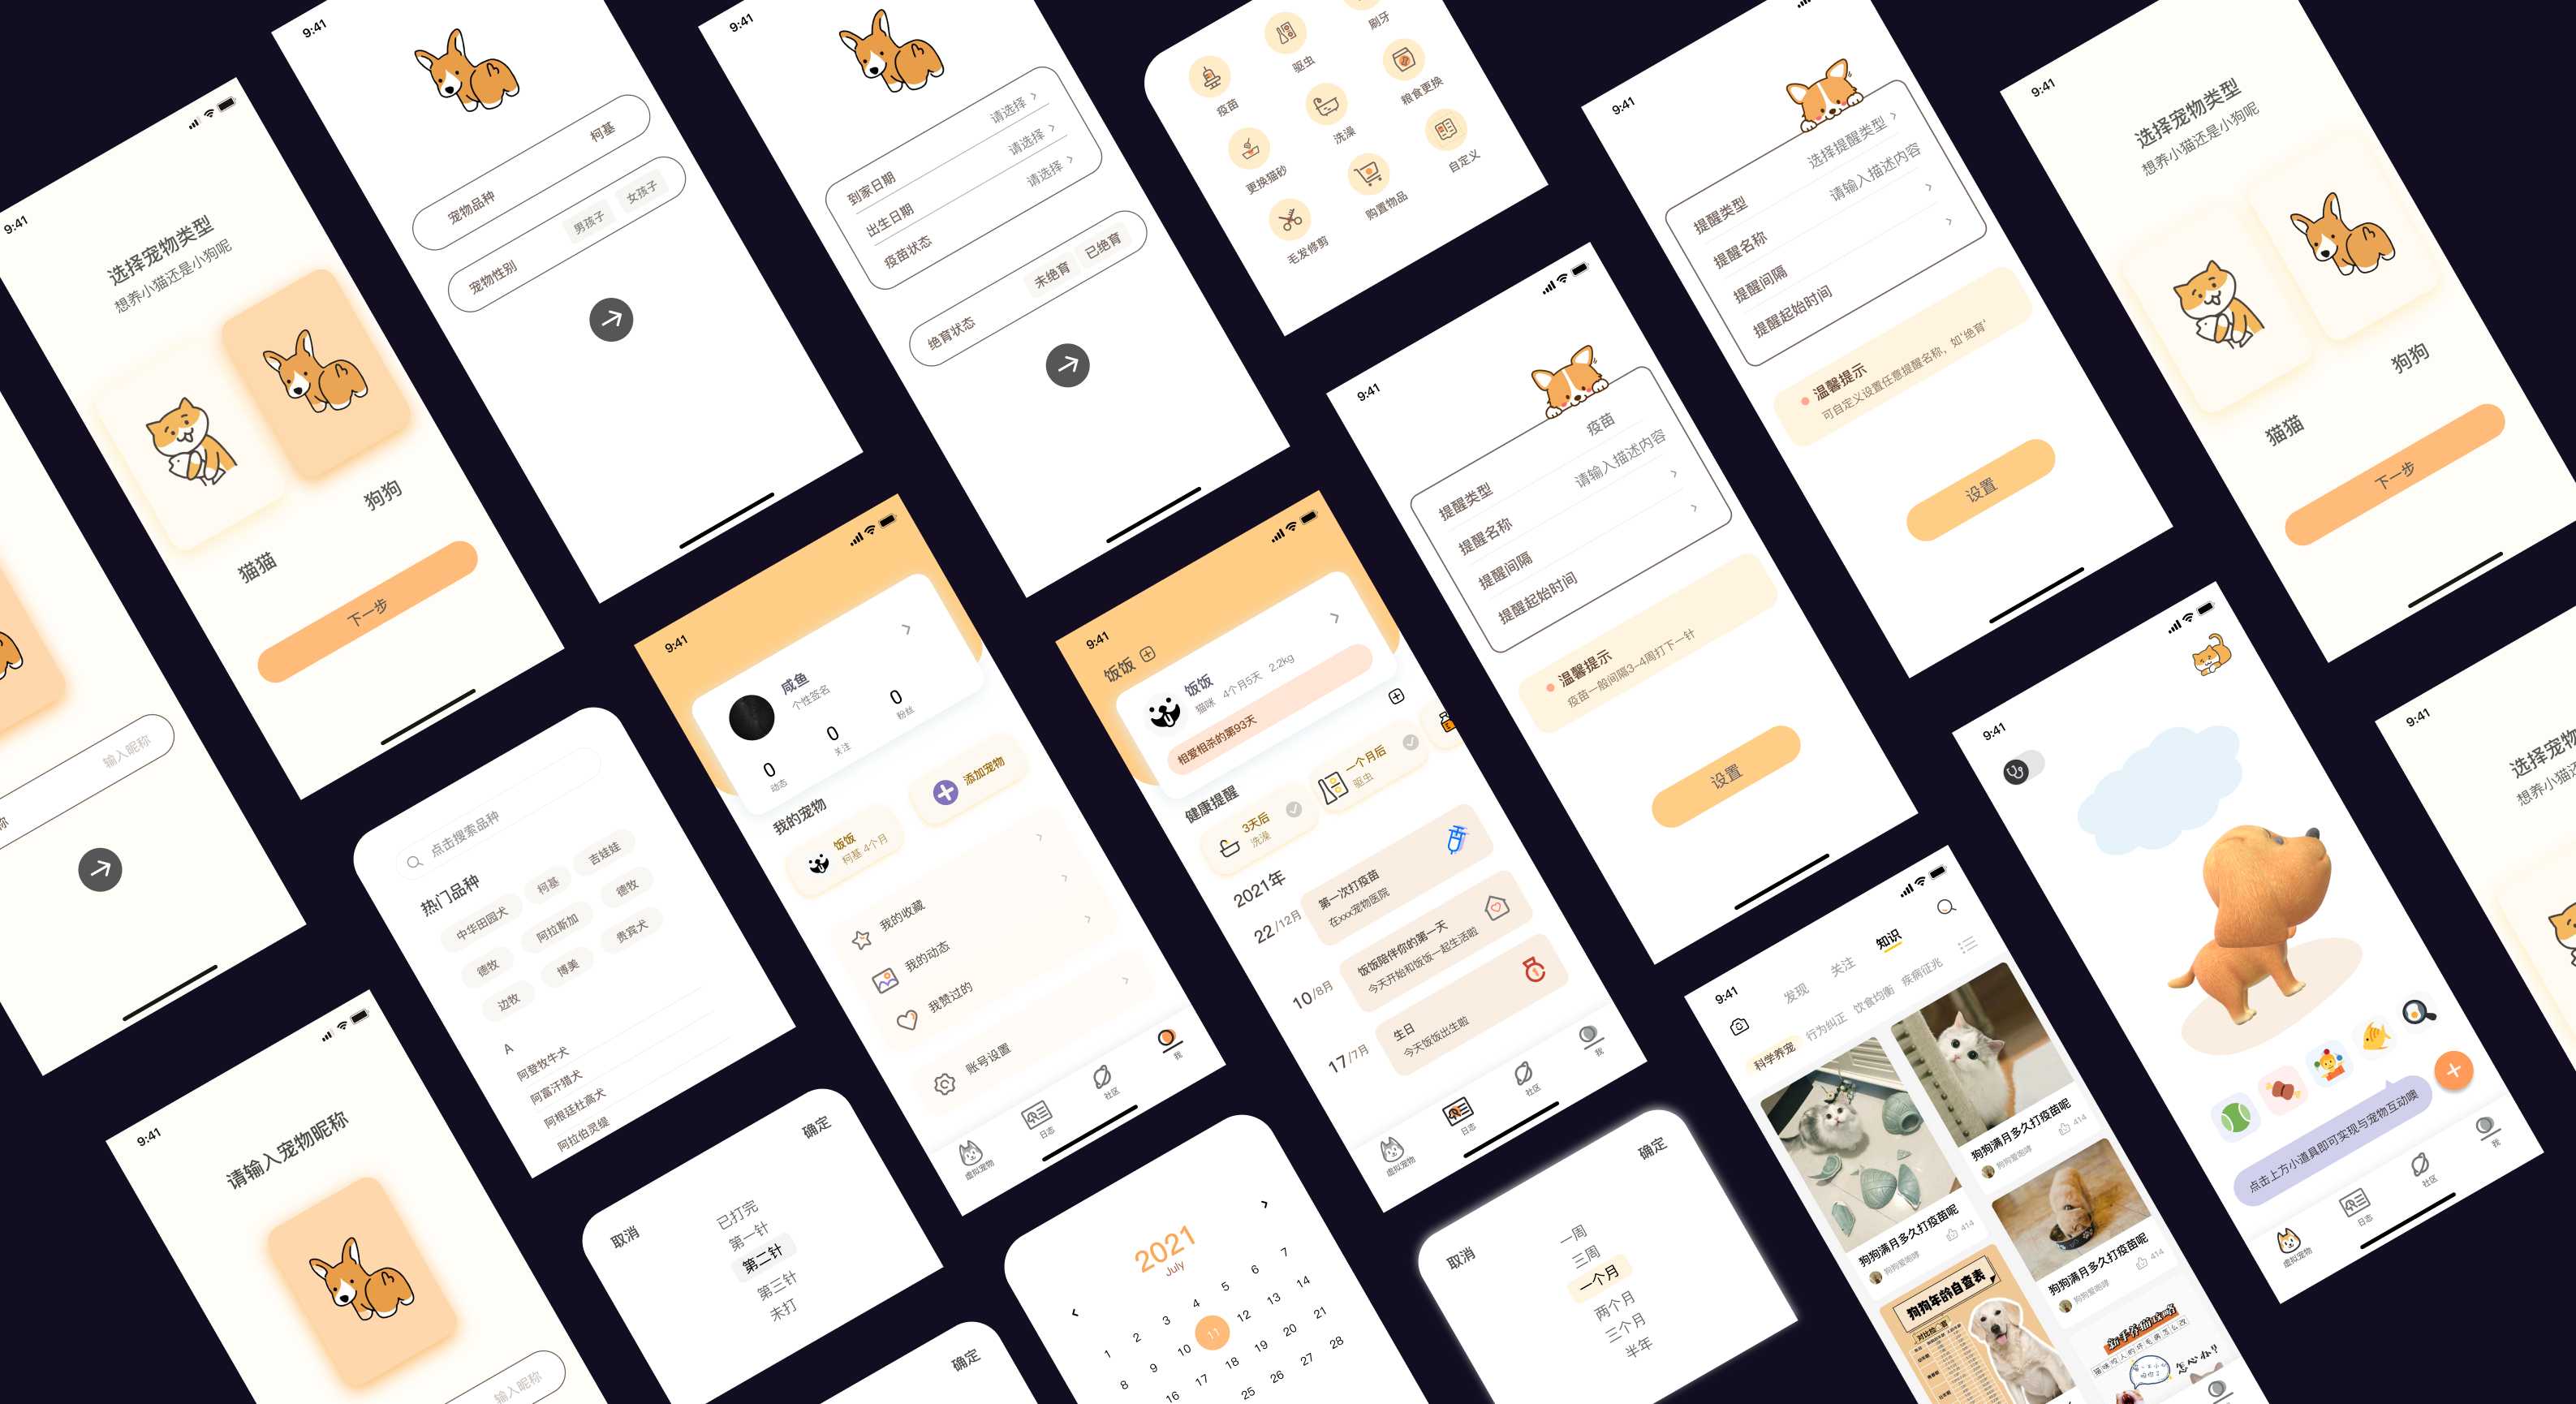 9:41
选择宠物类型
想养小猫还是小狗呢
猫猫
狗狗
下一步
输入昵称
9:41
宠物品种
柯基
宠物性别
男孩子
女孩子
9:41
到家日期
请选择
出生日期
请选择
疫苗状态
请选择
绝育状态
未绝育
已绝育
疫苗
驱虫
刷牙
更换猫砂
洗澡
粮食更换
毛发修剪
购置物品
自定义
9:41
提醒类型
选择提醒类型
提醒名称
请输入描述内容
提醒间隔
提醒起始时间
温馨提示
可自定义设置任意提醒名称，如'绝育'
设置
9:41
选择宠物类型
想养小猫还是小狗呢
猫猫
狗狗
下一步
9:41
请输入宠物昵称
输入昵称
点击搜索品种
热门品种
中华田园犬
柯基
吉娃娃
德牧
阿拉斯加
德牧
边牧
博美
贵宾犬
A
阿登牧牛犬
阿富汗猎犬
阿根廷杜高犬
阿拉伯灵缇
9:41
咸鱼
个性签名
0
动态
0
关注
0
粉丝
我的宠物
饭饭
柯基 4个月
添加宠物
我的收藏
我的动态
我赞过的
账号设置
虚拟宠物
日志
社区
我
9:41
饭饭
饭饭
猫咪 4个月5天 2.2kg
相爱相杀的第93天
健康提醒
3天后
洗澡
一个月后
驱虫
2021年
22/12月
第一次打疫苗
在xxx宠物医院
10/8月
饭饭陪伴你的第一天
今天开始和饭饭一起生活啦
17/7月
生日
今天饭饭出生啦
虚拟宠物
日志
社区
我
9:41
提醒类型
疫苗
提醒名称
请输入描述内容
提醒间隔
提醒起始时间
温馨提示
疫苗一般间隔3-4周打下一针
设置
取消
确定
已打完
第一针
第二针
第三针
未打
确定
2021
July
1 2 3 4 5 6 7
8 9 10 11 12 13 14
16 17 18 19 20 21
25 26 27 28
取消
确定
一周
三周
一个月
两个月
三个月
半年
9:41
发现
关注
知识
科学养宠
行为纠正
饮食均衡
疾病征兆
狗狗满月多久打疫苗呢
狗狗爱跑嘚
414
狗狗满月多久打疫苗呢
狗狗爱跑嘚
414
狗狗满月多久打疫苗呢
狗狗爱跑嘚
414
狗狗年龄自查表
怎么办?
9:41
点击上方小道具即可实现与宠物互动噢
虚拟宠物
日志
社区
我
9:41